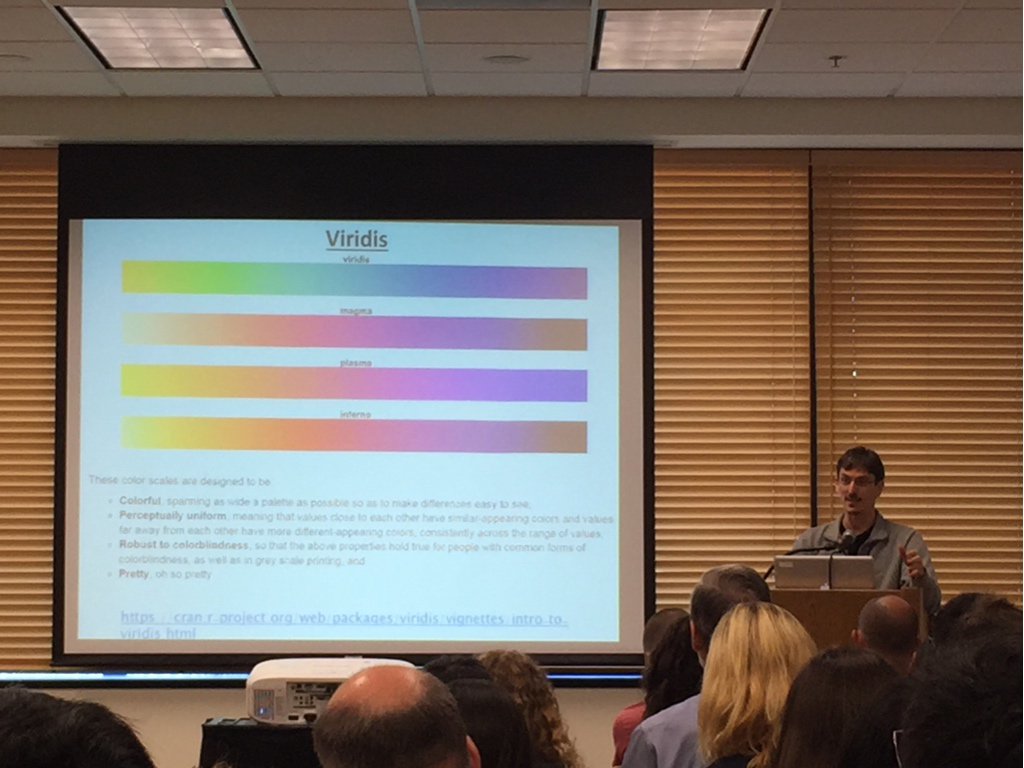 Viridis
viridis
magma
plasma
inferno
These color scales are designed to be
Colorful, spanning as wide a palette as possible so as to make differences easy to see,
Perceptually uniform, meaning that values close to each other have similar-appearing colors and values
far away from each other have more different-appearing colors, consistently across the range of values,
Robust to colorblindness, so that the above properties hold true for people with common forms of
colorblindness, as well as in grey scale printing, and
Pretty, oh so pretty
https://cran.r-project.org/web/packages/viridis/vignettes/intro-to-
viridis.html